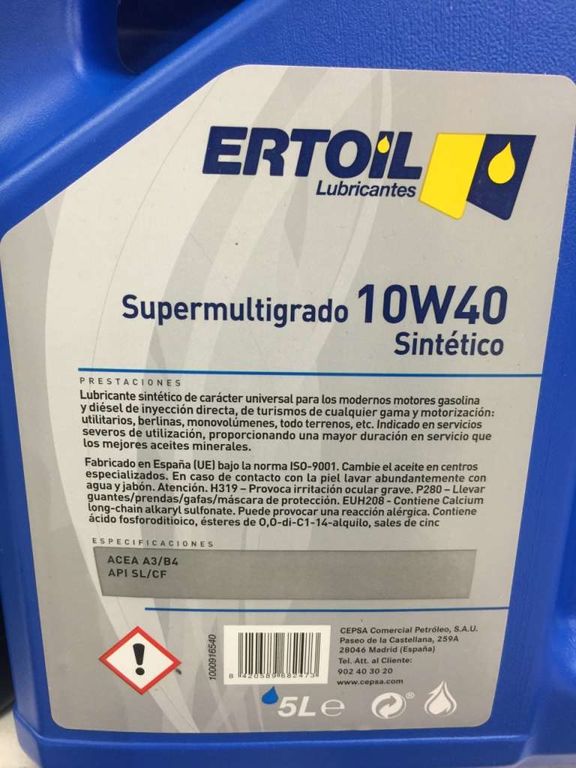 ERTOIL
Lubricantes
Supermultigrado 10W40
Sintético
PRESTACIONES
Lubricante sintético de carácter universal para los modernos motores gasolina
y diésel de inyección directa, de turismos de cualquier gama y motorización:
utilitarios, berlinas, monovolúmenes, todo terrenos, etc. Indicado en servicios
severos de utilización, proporcionando una mayor duración en servicio que
los mejores aceites minerales.
Fabricado en España (UE) bajo la norma ISO-9001. Cambie el aceite en centros
especializados. En caso de contacto con la piel lavar abundantemente con
agua y jabón. Atención. H319 – Provoca irritación ocular grave. P280 – Llevar
guantes/prendas/gafas/máscara de protección. EUH208 - Contiene Calcium
long-chain alkaryl sulfonate. Puede provocar una reacción alérgica. Contiene
ácido fosforoditioico, ésteres de O,O-di-C1-14-alquilo, sales de cinc
ESPECIFICACIONES
ACEA A3/B4
API SL/CF
1000916540
8 420589 882473
CEPSA Comercial Petróleo, S.A.U.
Paseo de la Castellana, 259A
28046 Madrid (España)
Tel. Att. al Cliente:
902 40 30 20
www.cepsa.com
5L e